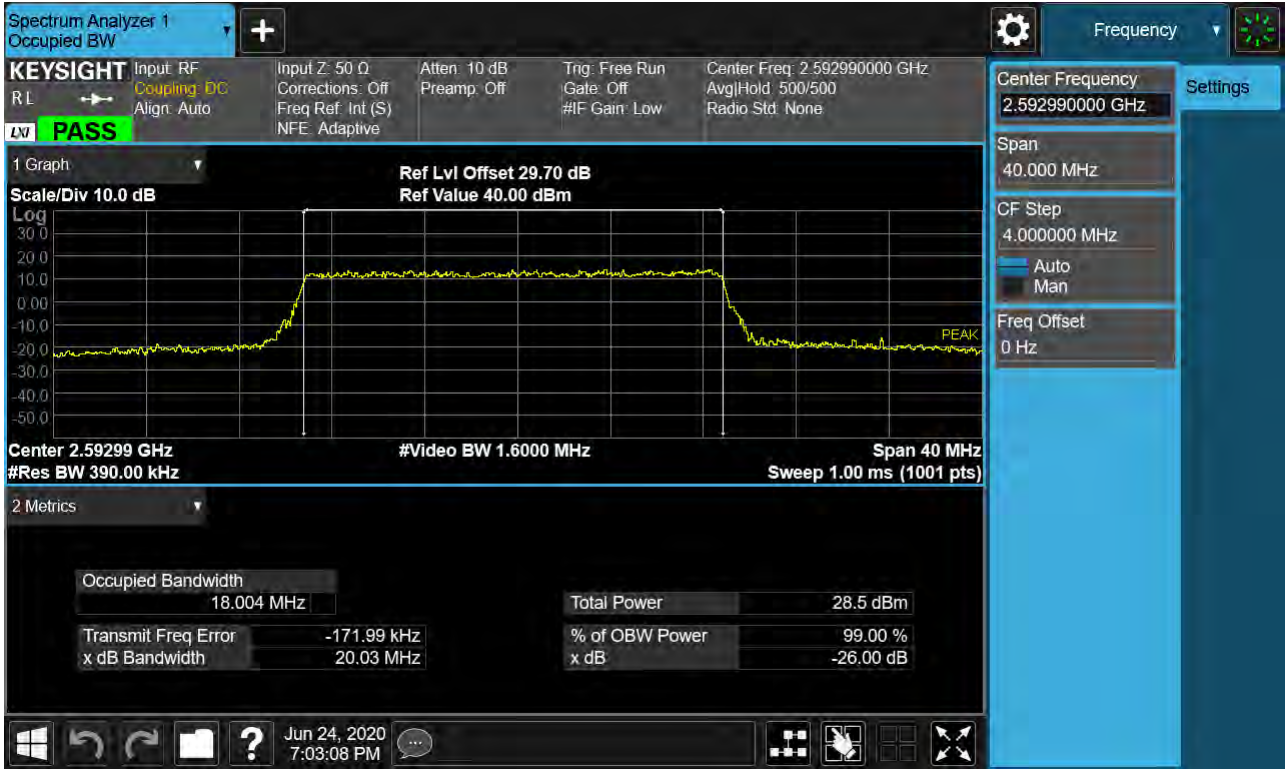 Spectrum Analyzer 1
Occupied BW
+
Frequency
KEYSIGHT
RL
LXI
PASS
Input: RF
Coupling: DC
Align: Auto
Input Z: 50 Ω
Corrections: Off
Freq Ref: Int (S)
NFE: Adaptive
Atten: 10 dB
Preamp: Off
Trig: Free Run
Gate: Off
#IF Gain: Low
Center Freq: 2.592990000 GHz
Avg|Hold: 500/500
Radio Std: None
Center Frequency
2.592990000 GHz
Settings
Span
40.000 MHz
CF Step
4.000000 MHz
Auto
Man
Freq Offset
0 Hz
1 Graph
Scale/Div 10.0 dB
Ref Lvl Offset 29.70 dB
Ref Value 40.00 dBm
Log
30.0
20.0
10.0
0.00
-10.0
-20.0
-30.0
-40.0
-50.0
PEAK
Center 2.59299 GHz
#Video BW 1.6000 MHz
Span 40 MHz
#Res BW 390.00 kHz
Sweep 1.00 ms (1001 pts)
2 Metrics
Occupied Bandwidth
18.004 MHz
Total Power 28.5 dBm
Transmit Freq Error -171.99 kHz
% of OBW Power 99.00 %
x dB Bandwidth 20.03 MHz
x dB -26.00 dB
?
Jun 24, 2020
7:03:08 PM